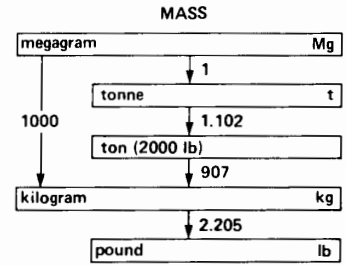 MASS
megagram Mg
1
tonne t
1000
1.102
ton (2000 lb)
907
kilogram kg
2.205
pound lb